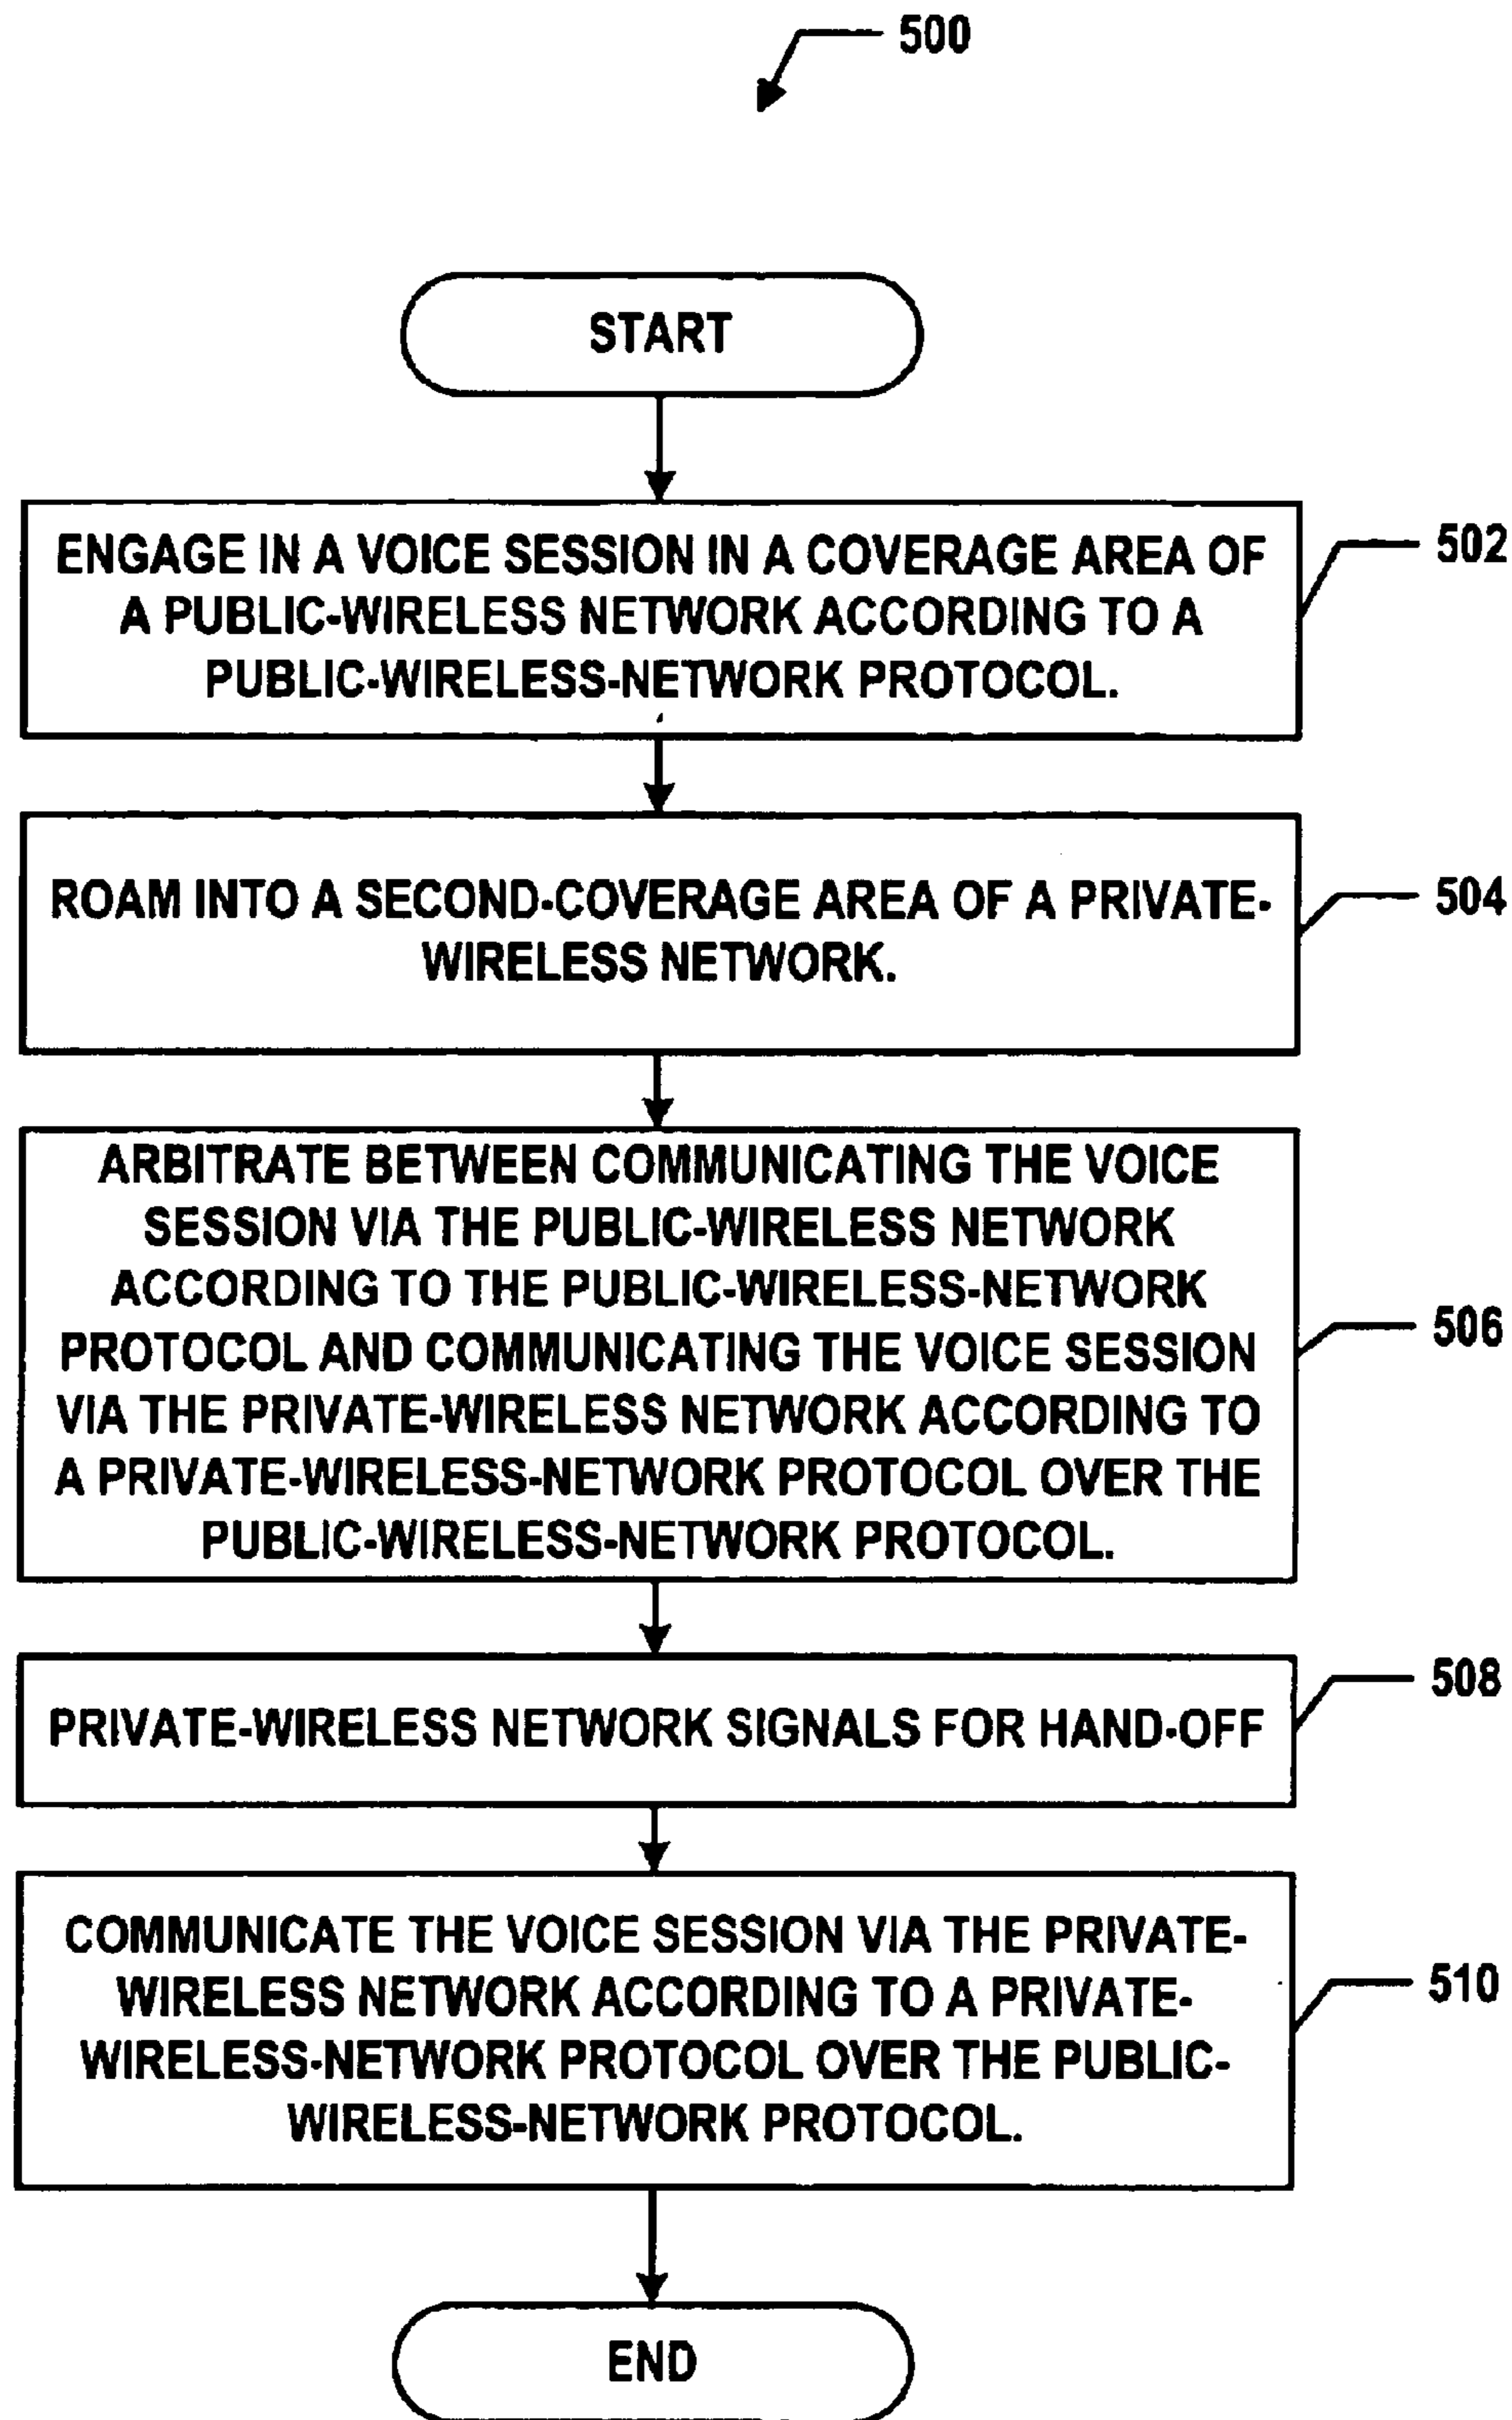 500
START
ENGAGE IN A VOICE SESSION IN A COVERAGE AREA OF
A PUBLIC-WIRELESS NETWORK ACCORDING TO A
PUBLIC-WIRELESS-NETWORK PROTOCOL.
502
ROAM INTO A SECOND-COVERAGE AREA OF A PRIVATE-
WIRELESS NETWORK.
504
ARBITRATE BETWEEN COMMUNICATING THE VOICE
SESSION VIA THE PUBLIC-WIRELESS NETWORK
ACCORDING TO THE PUBLIC-WIRELESS-NETWORK
PROTOCOL AND COMMUNICATING THE VOICE SESSION
VIA THE PRIVATE-WIRELESS NETWORK ACCORDING TO
A PRIVATE-WIRELESS-NETWORK PROTOCOL OVER THE
PUBLIC-WIRELESS-NETWORK PROTOCOL.
506
PRIVATE-WIRELESS NETWORK SIGNALS FOR HAND-OFF
508
COMMUNICATE THE VOICE SESSION VIA THE PRIVATE-
WIRELESS NETWORK ACCORDING TO A PRIVATE-
WIRELESS-NETWORK PROTOCOL OVER THE PUBLIC-
WIRELESS-NETWORK PROTOCOL.
510
END